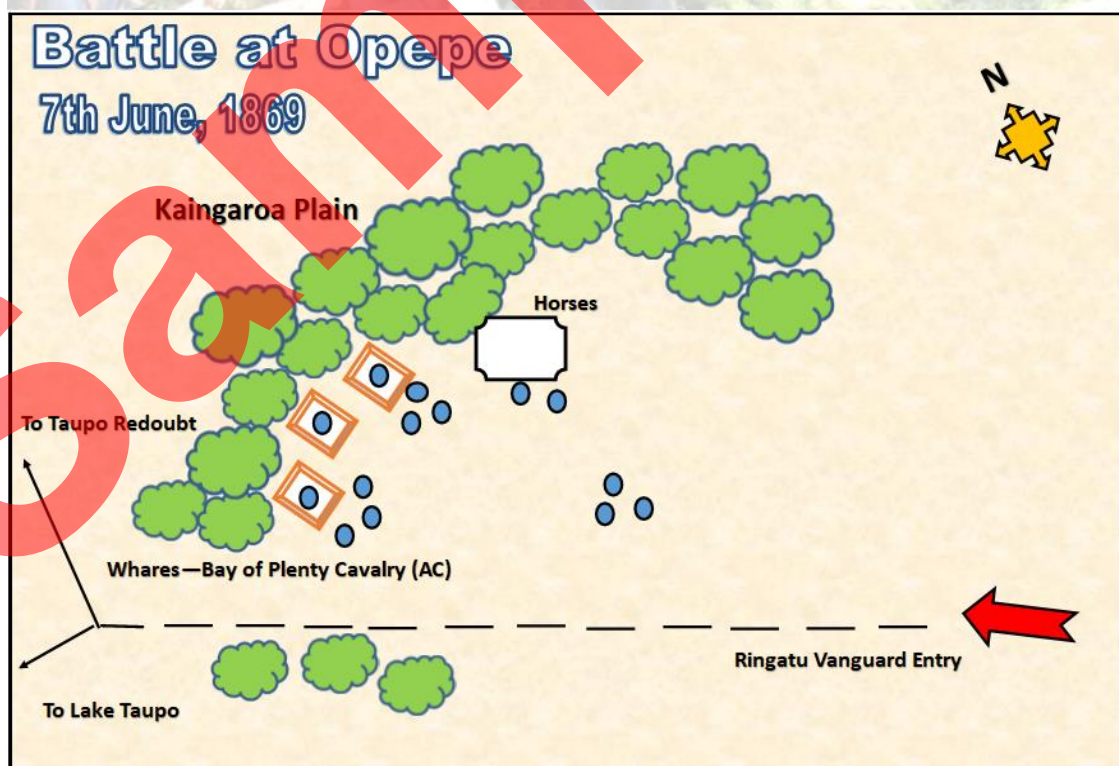 Battle at Opepe
7th June, 1869
N
Kaingaroa Plain
Horses
To Taupo Redoubt
Whares—Bay of Plenty Cavalry (AC)
Ringatu Vanguard Entry
To Lake Taupo